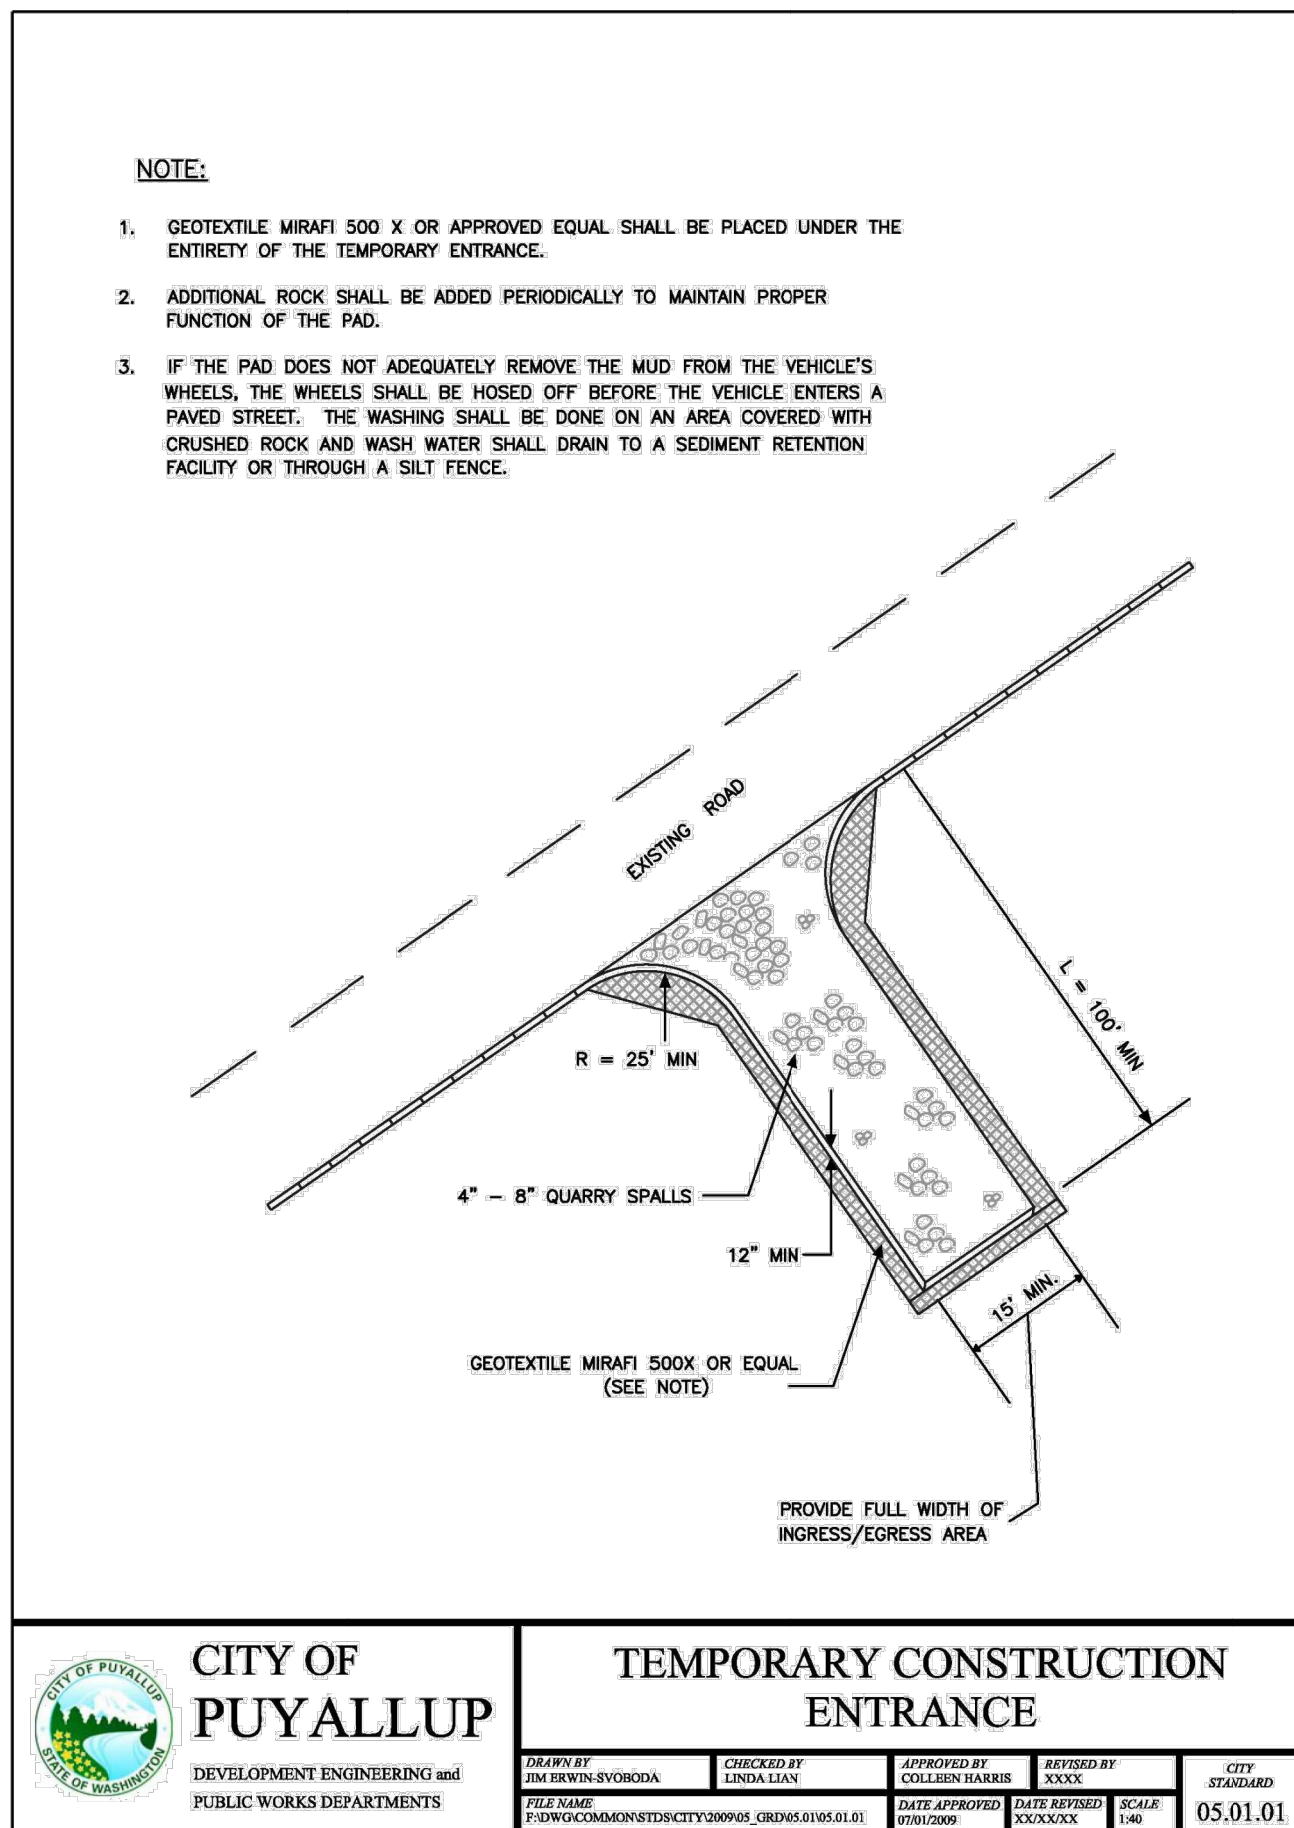 NOTE:
1. GEOTEXTILE MIRAFI 500 X OR APPROVED EQUAL SHALL BE PLACED UNDER THE
ENTIRETY OF THE TEMPORARY ENTRANCE.
2. ADDITIONAL ROCK SHALL BE ADDED PERIODICALLY TO MAINTAIN PROPER
FUNCTION OF THE PAD.
3. IF THE PAD DOES NOT ADEQUATELY REMOVE THE MUD FROM THE VEHICLE'S
WHEELS, THE WHEELS SHALL BE HOSED OFF BEFORE THE VEHICLE ENTERS A
PAVED STREET. THE WASHING SHALL BE DONE ON AN AREA COVERED WITH
CRUSHED ROCK AND WASH WATER SHALL DRAIN TO A SEDIMENT RETENTION
FACILITY OR THROUGH A SILT FENCE.
EXISTING ROAD
L = 100' MIN
R = 25' MIN
4" – 8" QUARRY SPALLS
12" MIN
15' MIN.
GEOTEXTILE MIRAFI 500X OR EQUAL
(SEE NOTE)
PROVIDE FULL WIDTH OF
INGRESS/EGRESS AREA
CITY OF PUYALLUP
STATE OF WASHINGTON
CITY OF
PUYALLUP
DEVELOPMENT ENGINEERING and
PUBLIC WORKS DEPARTMENTS
TEMPORARY CONSTRUCTION
ENTRANCE
DRAWN BY
JIM ERWIN-SVOBODA
CHECKED BY
LINDA LIAN
APPROVED BY
COLLEEN HARRIS
REVISED BY
XXXX
FILE NAME
F:\DWG\COMMON\STDS\CITY\2009\05_GRD\05.01\05.01.01
DATE APPROVED
07/01/2009
DATE REVISED
XX/XX/XX
SCALE
1:40
CITY
STANDARD
05.01.01